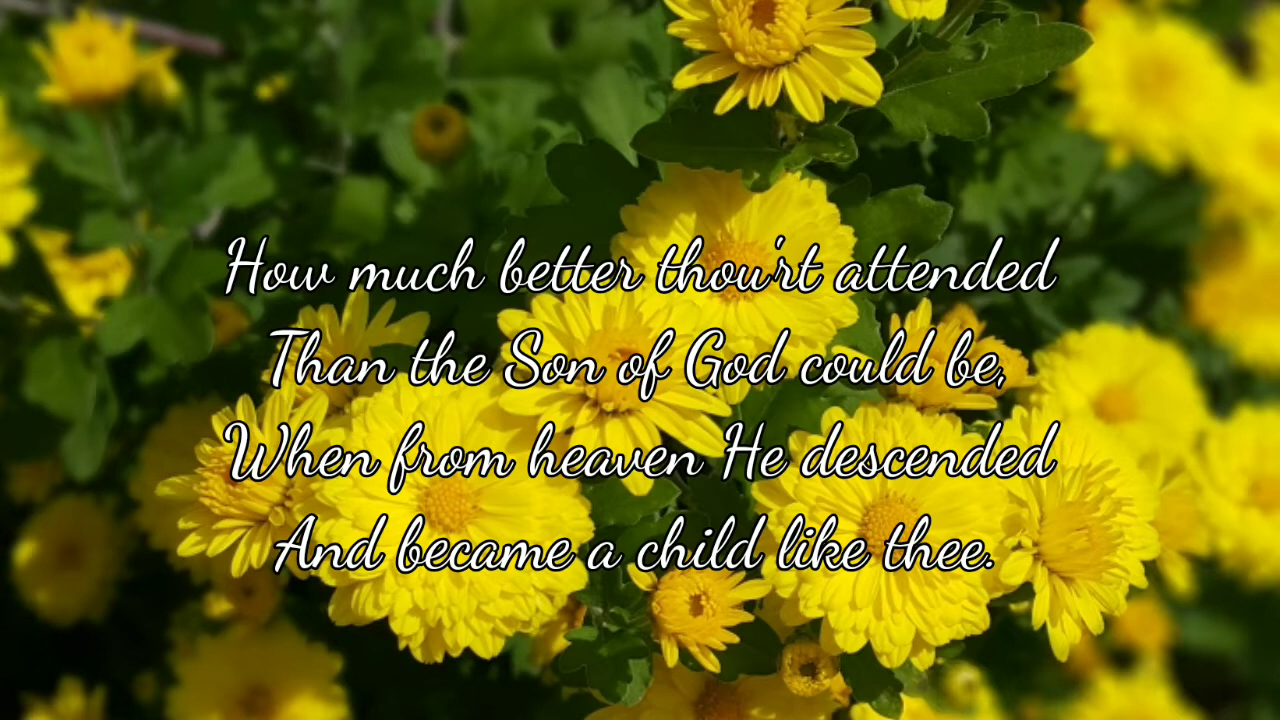 How much better thou'rt attended
Than the Son of God could be,
When from heaven He descended
And became a child like thee.